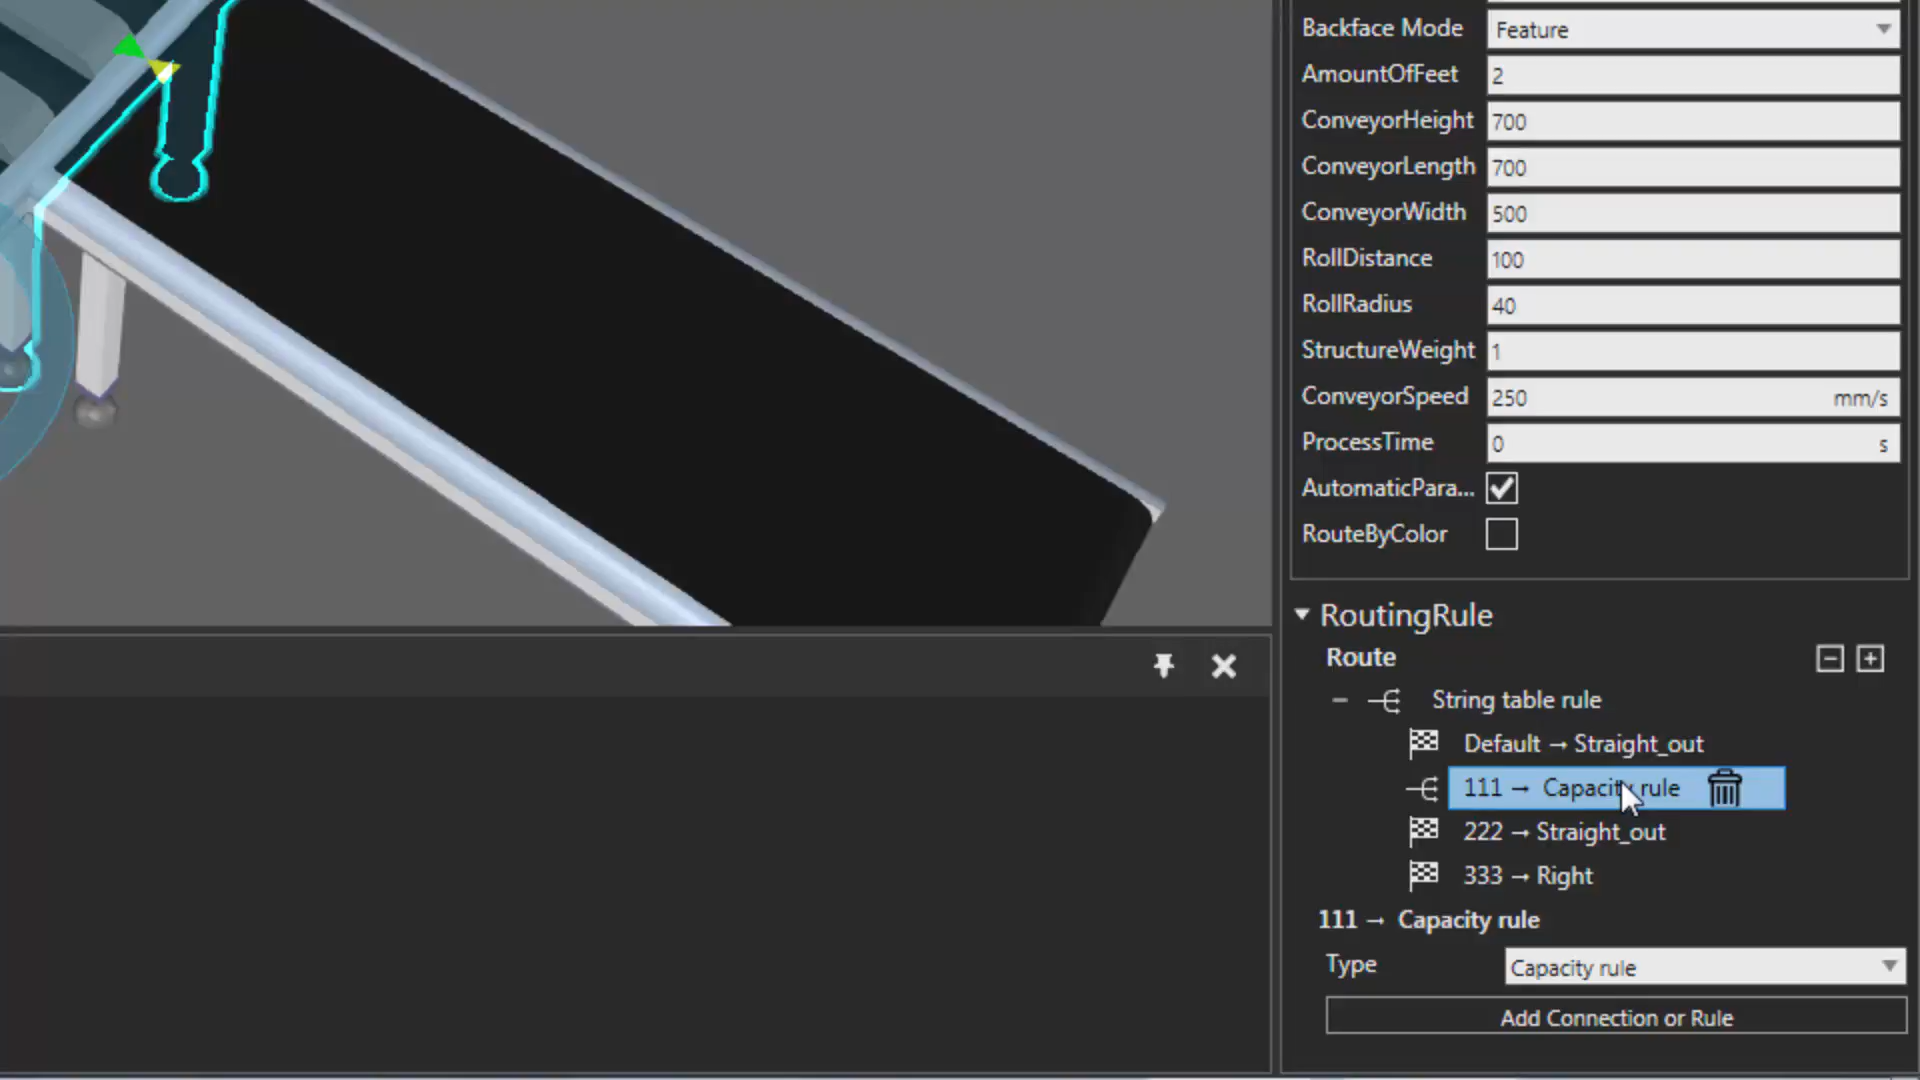 Backface Mode Feature
AmountOfFeet 2
ConveyorHeight 700
ConveyorLength 700
ConveyorWidth 500
RollDistance 100
RollRadius 40
StructureWeight 1
ConveyorSpeed 250 mm/s
ProcessTime 0 s
AutomaticPara...
RouteByColor
RoutingRule
Route
String table rule
Default → Straight_out
111 → Capacity rule
222 → Straight_out
333 → Right
111 → Capacity rule
Type Capacity rule
Add Connection or Rule